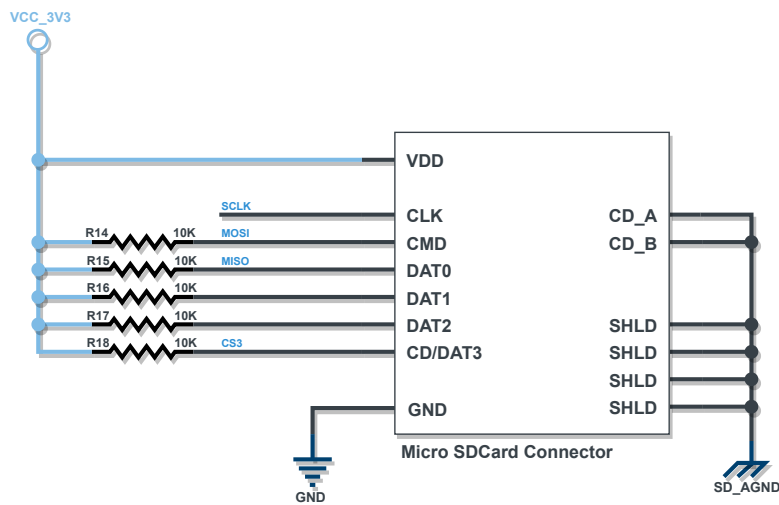 VCC_3V3
VDD
SCLK
CLK CD_A
R14 10K MOSI CMD CD_B
R15 10K MISO DAT0
R16 10K DAT1
R17 10K DAT2 SHLD
R18 10K CS3 CD/DAT3 SHLD
SHLD
GND SHLD
Micro SDCard Connector
GND
SD_AGND